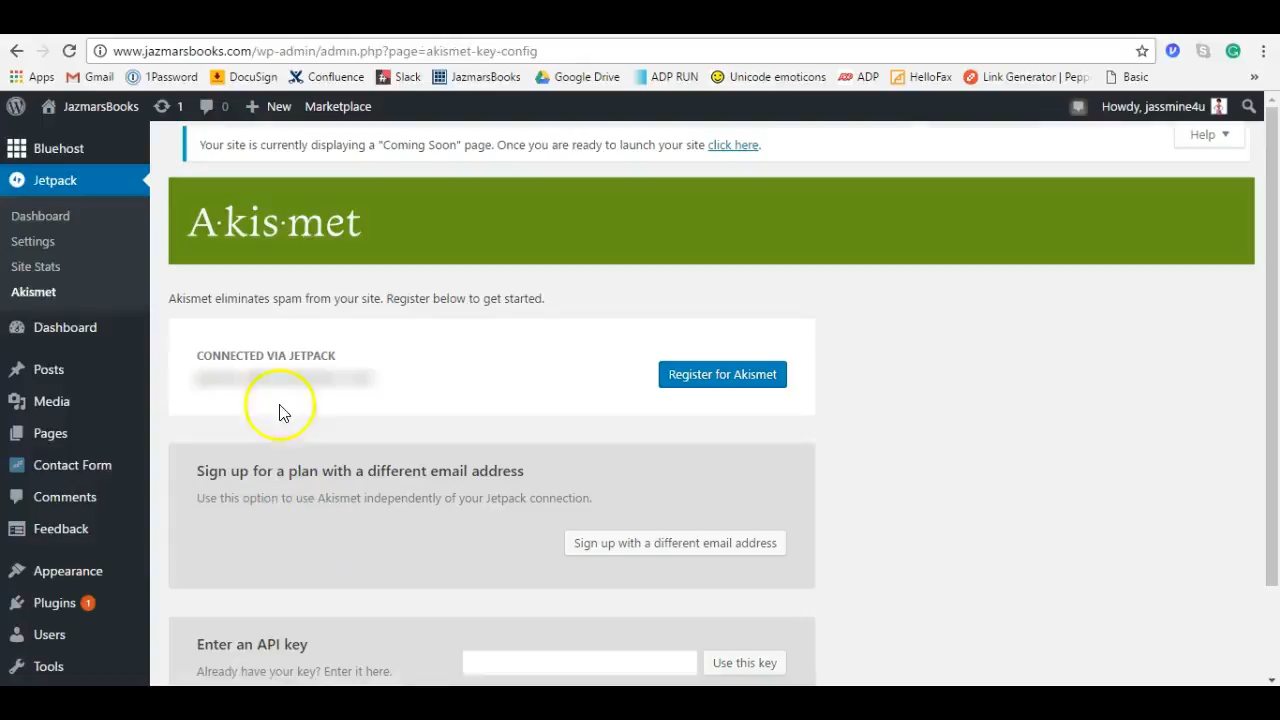 www.jazmarsbooks.com/wp-admin/admin.php?page=akismet-key-config
Apps Gmail 1Password DocuSign Confluence Slack JazmarsBooks Google Drive ADP RUN Unicode emoticons ADP HelloFax Link Generator | Pepp Basic »
JazmarsBooks 1 0 + New Marketplace Howdy, jassmine4u
Bluehost
Jetpack
Dashboard
Settings
Site Stats
Akismet
Dashboard
Posts
Media
Pages
Contact Form
Comments
Feedback
Appearance
Plugins 1
Users
Tools
Your site is currently displaying a "Coming Soon" page. Once you are ready to launch your site click here.
Help
A·kis·met
Akismet eliminates spam from your site. Register below to get started.
CONNECTED VIA JETPACK
Register for Akismet
Sign up for a plan with a different email address
Use this option to use Akismet independently of your Jetpack connection.
Sign up with a different email address
Enter an API key
Already have your key? Enter it here.
Use this key